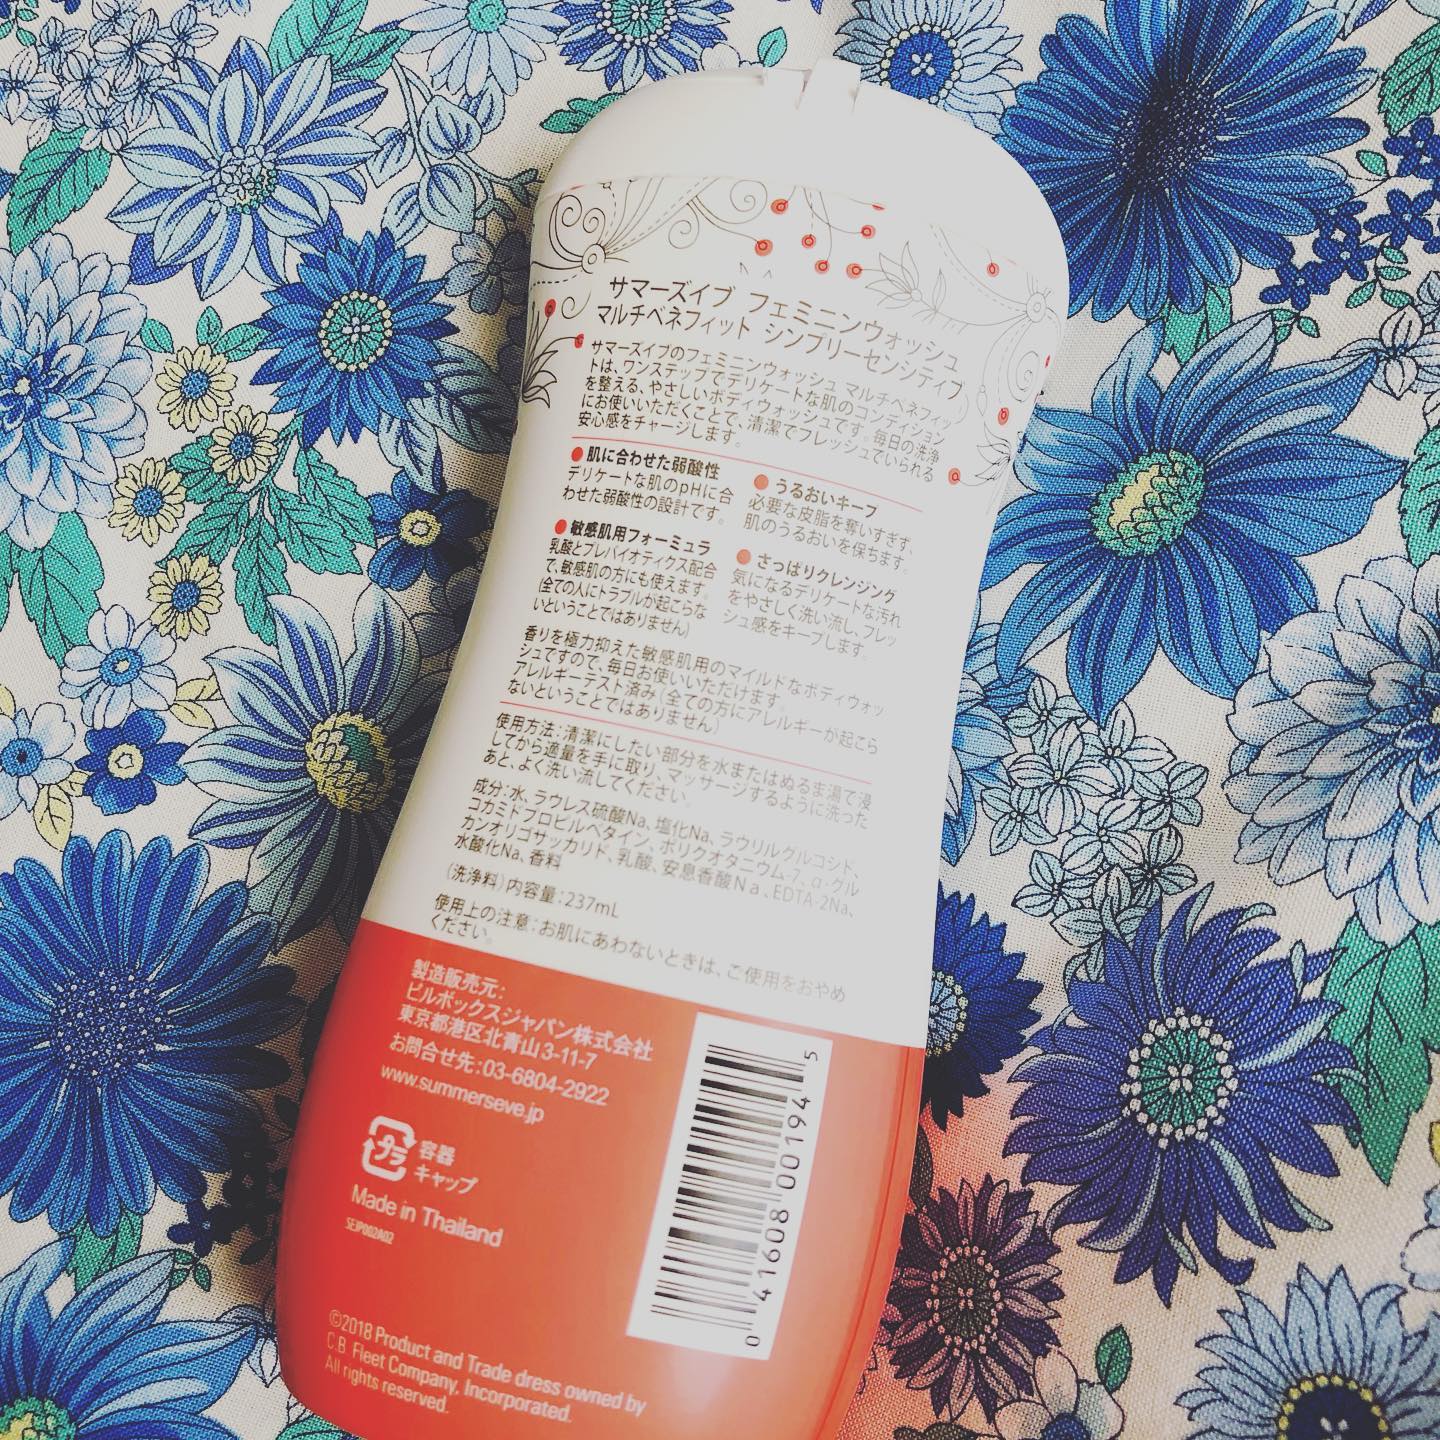 サマーズイブ フェミニンウォッシュ
マルチベネフィット シンプリーセンシティブ
サマーズイブのフェミニンウォッシュ マルチベネフィッ
トは、ワンステップでデリケートな肌のコンディション
を整える、やさしいボディウォッシュです。毎日の洗浄
にお使いいただくことで、清潔でフレッシュでいられる
安心感をチャージします。
●肌に合わせた弱酸性
デリケートな肌のpHに合
わせた弱酸性の設計です。
●うるおいキープ
必要な皮脂を奪いすぎず、
肌のうるおいを保ちます。
●敏感肌用フォーミュラ
乳酸とプレバイオティクス配合
で、敏感肌の方にも使えます。
(全ての人にトラブルが起こらな
いということではありません)
●さっぱりクレンジング
気になるデリケートな汚れ
をやさしく洗い流し、フレッ
シュ感をキープします。
香りを極力抑えた敏感肌用のマイルドなボディウォッ
シュですので、毎日お使いいただけます。
アレルギーテスト済み(全ての方にアレルギーが起こら
ないということではありません)
使用方法:清潔にしたい部分を水またはぬるま湯で浸
してから適量を手に取り、マッサージするように洗った
あと、よく洗い流してください。
成分:水、ラウレス硫酸Na、塩化Na、ラウリルグルコシド、
コカミドプロピルベタイン、ポリクオタニウム-7、α-グル
カンオリゴサッカリド、乳酸、安息香酸Na、EDTA-2Na、
水酸化Na、香料
(洗浄料)内容量:237mL
使用上の注意:お肌にあわないときは、ご使用をおやめ
ください。
製造販売元:
ピルボックスジャパン株式会社
東京都港区北青山3-11-7
お問合せ先:03-6804-2922
www.summerseve.jp
プラ
容器
キャップ
Made in Thailand
SEJP002A02
©2018 Product and Trade dress owned by
C.B Fleet Company, Incorporated.
All rights reserved.
0 41608 00194 5